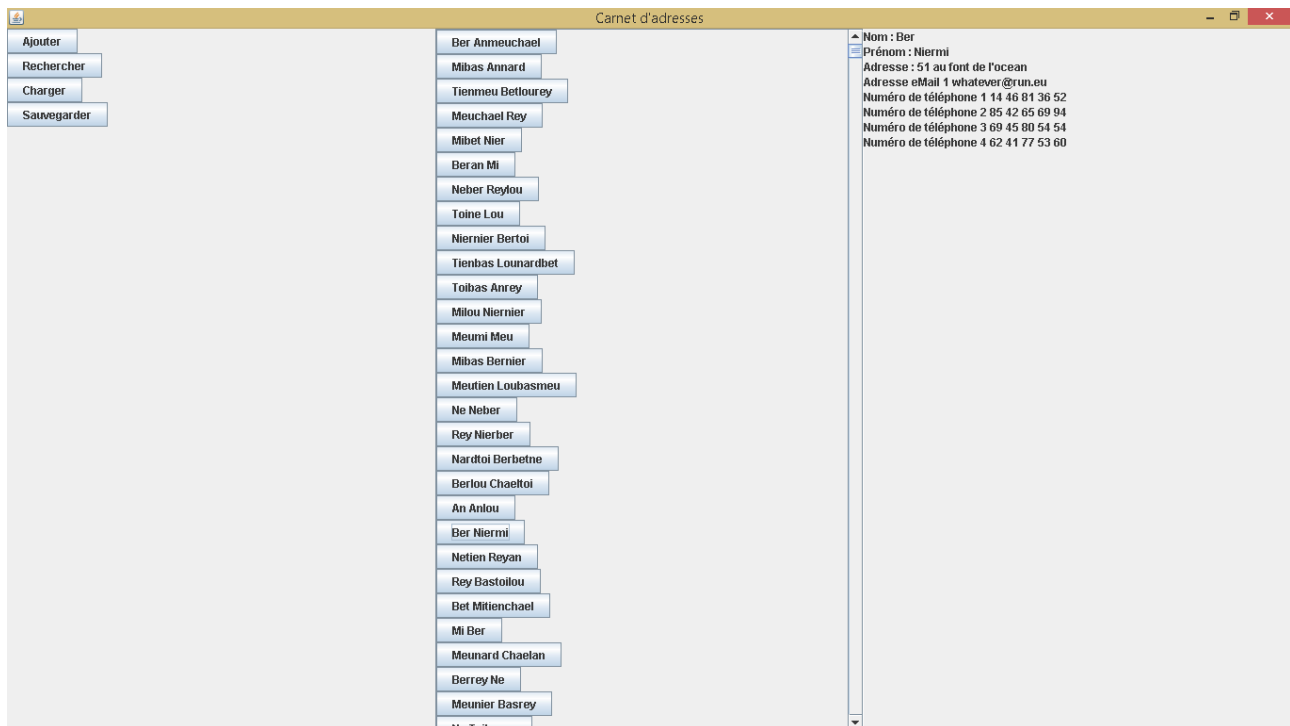 Carnet d'adresses
Ajouter
Rechercher
Charger
Sauvegarder
Ber Anmeuchael
Mibas Annard
Tienmeu Betlourey
Meuchael Rey
Mibet Nier
Beran Mi
Neber Reylou
Toine Lou
Niernier Bertoi
Tienbas Lounardbet
Toibas Anrey
Milou Niernier
Meumi Meu
Mibas Bernier
Meutien Loubasmeu
Ne Neber
Rey Nierber
Nardtoi Berbetne
Berlou Chaeltoi
An Anlou
Ber Niermi
Netien Reyan
Rey Bastoilou
Bet Mitienchael
Mi Ber
Meunard Chaelan
Berrey Ne
Meunier Basrey
Nom : Ber
Prénom : Niermi
Adresse : 51 au font de l'ocean
Adresse eMail 1 whatever@run.eu
Numéro de téléphone 1 14 46 81 36 52
Numéro de téléphone 2 85 42 65 69 94
Numéro de téléphone 3 69 45 80 54 54
Numéro de téléphone 4 62 41 77 53 60